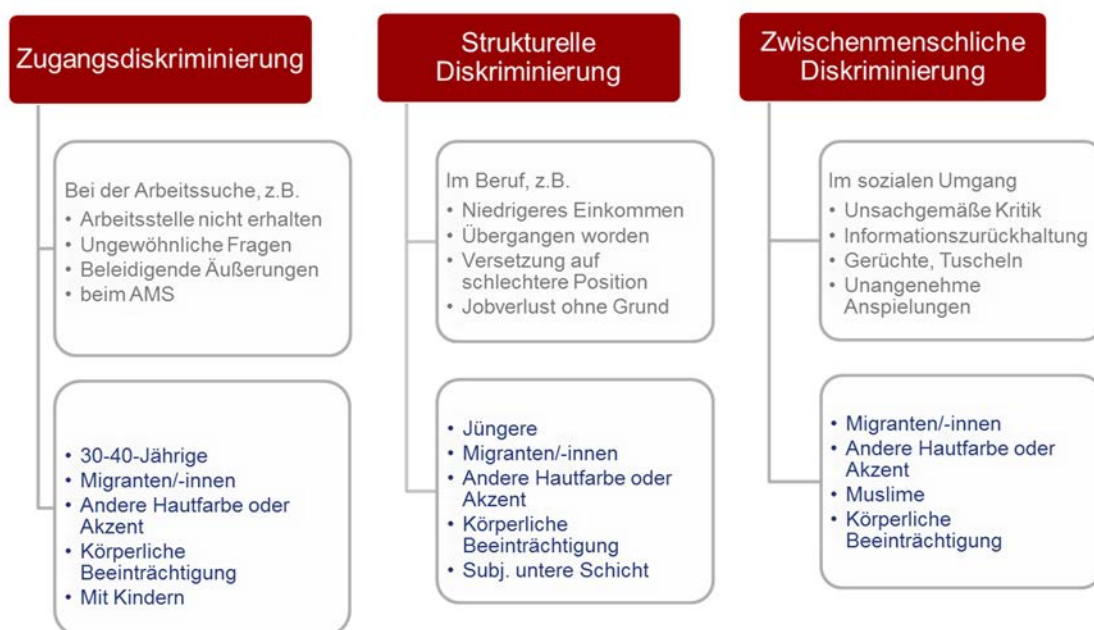 Zugangsdiskriminierung
Bei der Arbeitssuche, z.B.
• Arbeitsstelle nicht erhalten
• Ungewöhnliche Fragen
• Beleidigende Äußerungen
• beim AMS
• 30-40-Jährige
• Migranten/-innen
• Andere Hautfarbe oder
Akzent
• Körperliche
Beeinträchtigung
• Mit Kindern
Strukturelle
Diskriminierung
Im Beruf, z.B.
• Niedrigeres Einkommen
• Übergangen worden
• Versetzung auf
schlechtere Position
• Jobverlust ohne Grund
• Jüngere
• Migranten/-innen
• Andere Hautfarbe oder
Akzent
• Körperliche
Beeinträchtigung
• Subj. untere Schicht
Zwischenmenschliche
Diskriminierung
Im sozialen Umgang
• Unsachgemäße Kritik
• Informationszurückhaltung
• Gerüchte, Tuscheln
• Unangenehme
Anspielungen
• Migranten/-innen
• Andere Hautfarbe oder
Akzent
• Muslime
• Körperliche
Beeinträchtigung